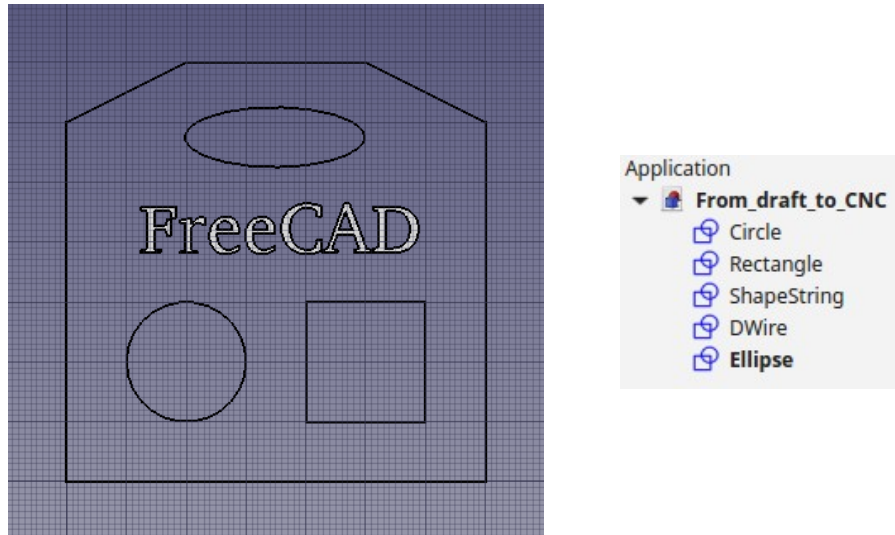 FreeCAD
Application
From_draft_to_CNC
Circle
Rectangle
ShapeString
DWire
Ellipse